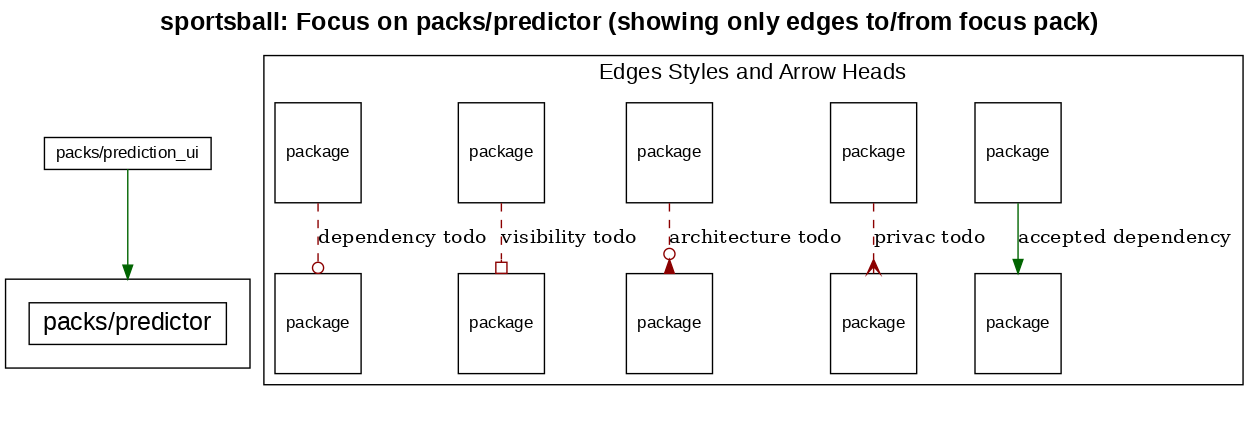 sportsball: Focus on packs/predictor (showing only edges to/from focus pack)
packs/prediction_ui
packs/predictor
Edges Styles and Arrow Heads
package package package package package
dependency todo visibility todo architecture todo privac todo accepted dependency
package package package package package